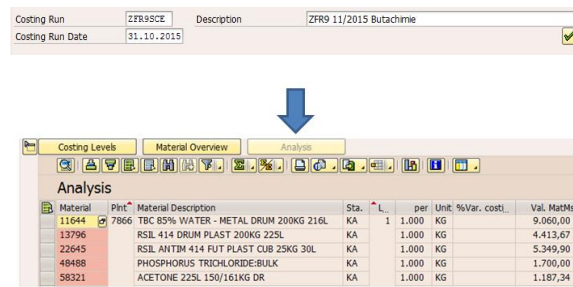 Costing Run ZFR9SCE Description ZFR9 11/2015 Butachimie
Costing Run Date 31.10.2015
Costing Levels Material Overview Analysis
Analysis
Material Plnt Material Description Sta. L.. per Unit %Var. costi.. Val. MatMs
11644 7866 TBC 85% WATER - METAL DRUM 200KG 216L KA 1 1.000 KG 9.060,00
13796 RSIL 414 DRUM PLAST 200KG 225L KA 1.000 KG 4.413,67
22645 RSIL ANTIM 414 FUT PLAST CUB 25KG 30L KA 1.000 KG 5.349,90
48488 PHOSPHORUS TRICHLORIDE:BULK KA 1.000 KG 1.700,00
58321 ACETONE 225L 150/161KG DR KA 1.000 KG 1.187,34